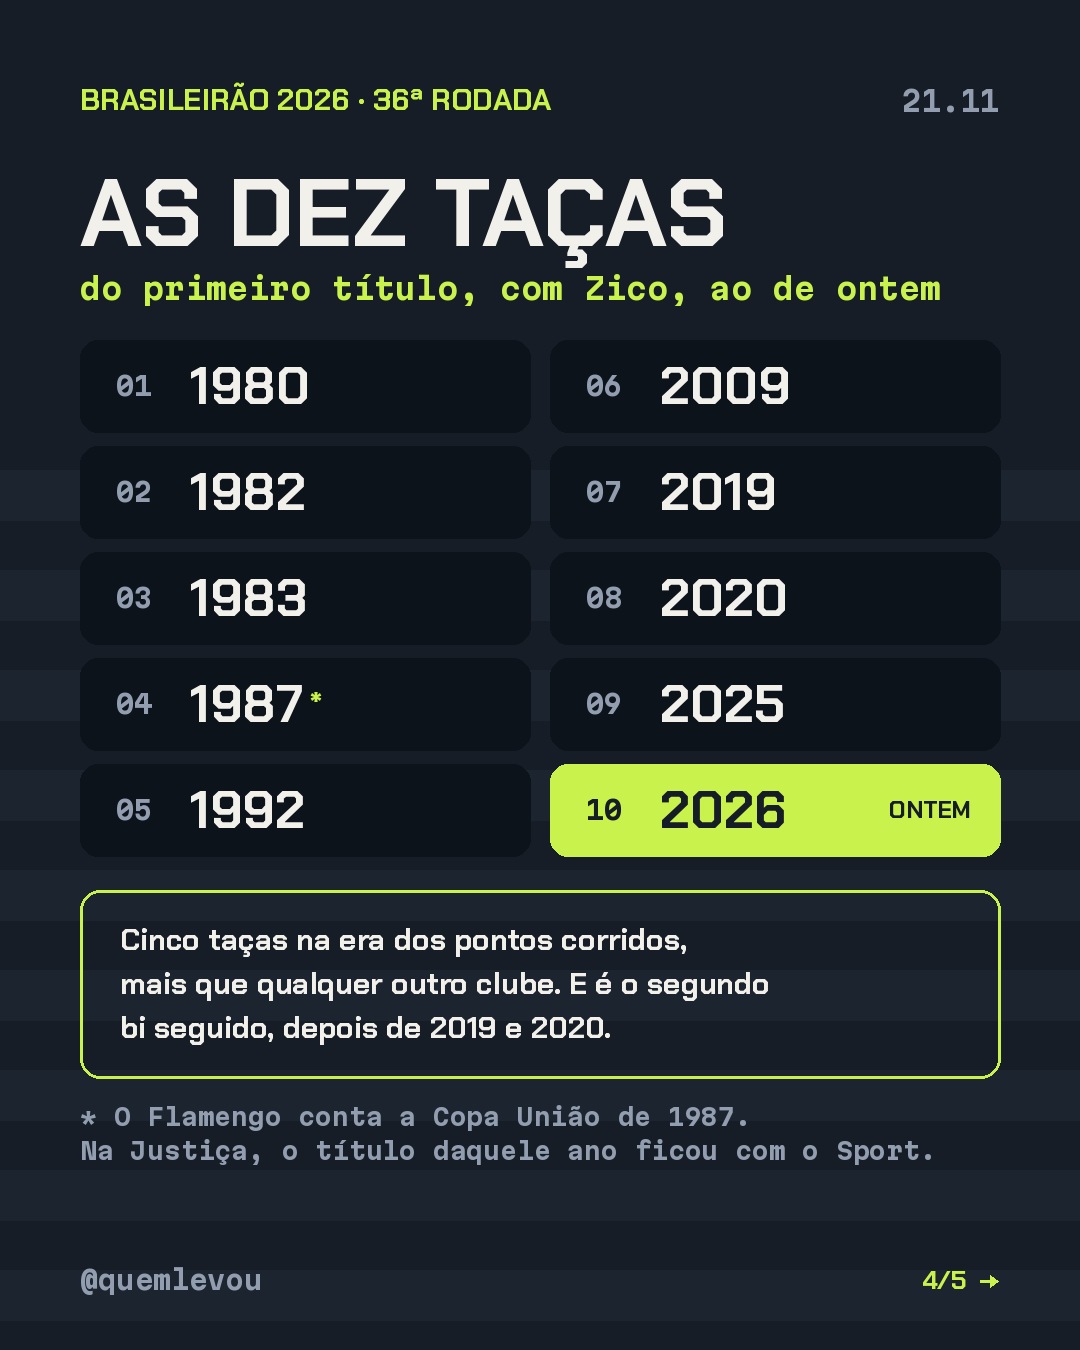 BRASILEIRÃO 2026 · 36ª RODADA
21.11
AS DEZ TAÇAS
do primeiro título, com Zico, ao de ontem
01 1980
02 1982
03 1983
04 1987*
05 1992
06 2009
07 2019
08 2020
09 2025
10 2026 ONTEM
Cinco taças na era dos pontos corridos,
mais que qualquer outro clube. E é o segundo
bi seguido, depois de 2019 e 2020.
* O Flamengo conta a Copa União de 1987.
Na Justiça, o título daquele ano ficou com o Sport.
@quemlevou
4/5 →